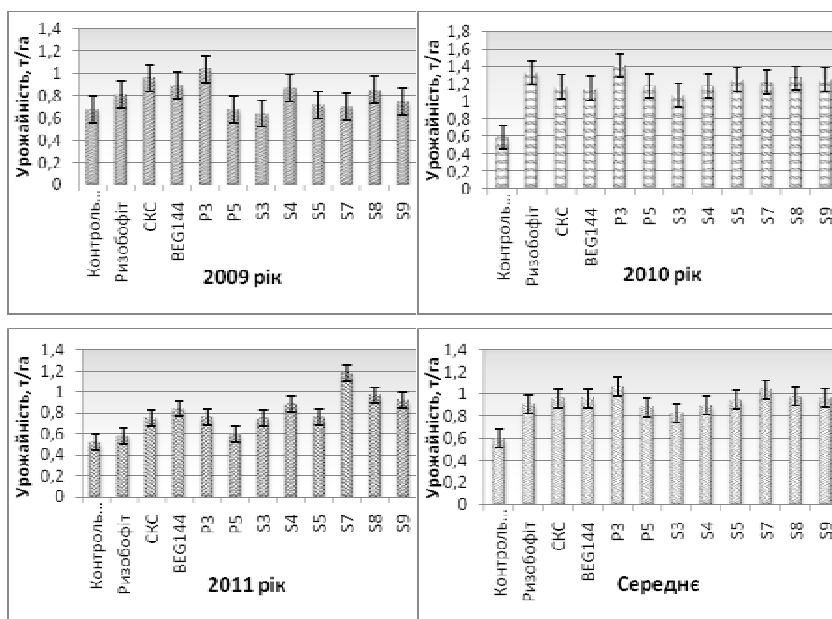 Урожайність, т/га
1,4
1,2
1
0,8
0,6
0,4
0,2
0
Контроль...
Ризобофіт
СКС
BEG144
P3
P5
S3
S4
S5
S7
S8
S9
2009 рік
Урожайність, т/га
1,8
1,6
1,4
1,2
1
0,8
0,6
0,4
0,2
0
Контроль...
Ризобофіт
СКС
BEG144
P3
P5
S3
S4
S5
S7
S8
S9
2010 рік
Урожайність, т/га
1,4
1,2
1
0,8
0,6
0,4
0,2
0
Контроль...
Ризобофіт
СКС
BEG144
P3
P5
S3
S4
S5
S7
S8
S9
2011 рік
Урожайність, т/га
1,4
1,2
1
0,8
0,6
0,4
0,2
0
Контроль...
Ризобофіт
СКС
BEG144
P3
P5
S3
S4
S5
S7
S8
S9
Середнє